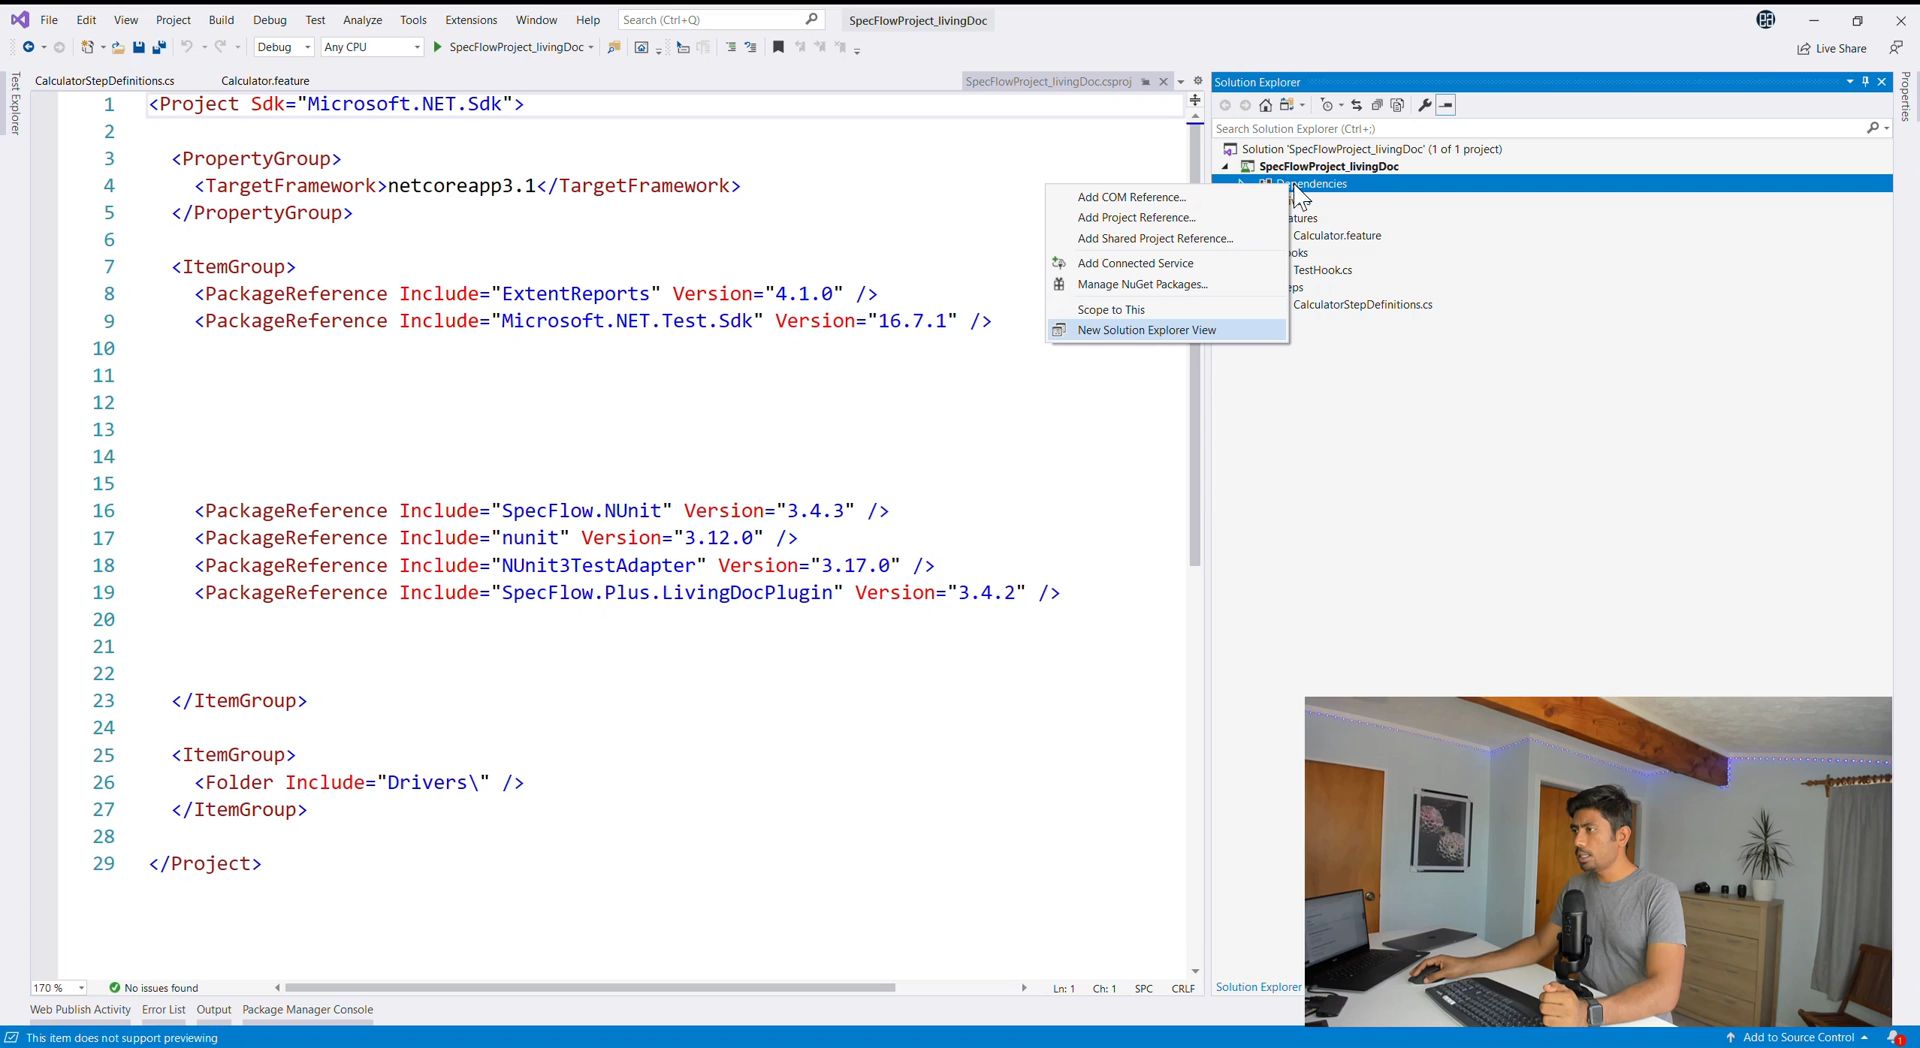 File Edit View Project Build Debug Test Analyze Tools Extensions Window Help Search (Ctrl+Q) SpecFlowProject_livingDoc
Debug Any CPU SpecFlowProject_livingDoc Live Share
Test Explorer
CalculatorStepDefinitions.cs Calculator.feature SpecFlowProject_livingDoc.csproj
1 <Project Sdk="Microsoft.NET.Sdk">
2
3 <PropertyGroup>
4 <TargetFramework>netcoreapp3.1</TargetFramework>
5 </PropertyGroup>
6
7 <ItemGroup>
8 <PackageReference Include="ExtentReports" Version="4.1.0" />
9 <PackageReference Include="Microsoft.NET.Test.Sdk" Version="16.7.1" />
10
11
12
13
14
15
16 <PackageReference Include="SpecFlow.NUnit" Version="3.4.3" />
17 <PackageReference Include="nunit" Version="3.12.0" />
18 <PackageReference Include="NUnit3TestAdapter" Version="3.17.0" />
19 <PackageReference Include="SpecFlow.Plus.LivingDocPlugin" Version="3.4.2" />
20
21
22
23 </ItemGroup>
24
25 <ItemGroup>
26 <Folder Include="Drivers\" />
27 </ItemGroup>
28
29 </Project>
Add COM Reference...
Add Project Reference...
Add Shared Project Reference...
Add Connected Service
Manage NuGet Packages...
Scope to This
New Solution Explorer View
Solution Explorer
Search Solution Explorer (Ctrl+;)
Solution 'SpecFlowProject_livingDoc' (1 of 1 project)
SpecFlowProject_livingDoc
Dependencies
atures
Calculator.feature
oks
TestHook.cs
eps
CalculatorStepDefinitions.cs
Properties
170 % No issues found Ln: 1 Ch: 1 SPC CRLF
Solution Explorer
Web Publish Activity Error List Output Package Manager Console
This item does not support previewing Add to Source Control 1